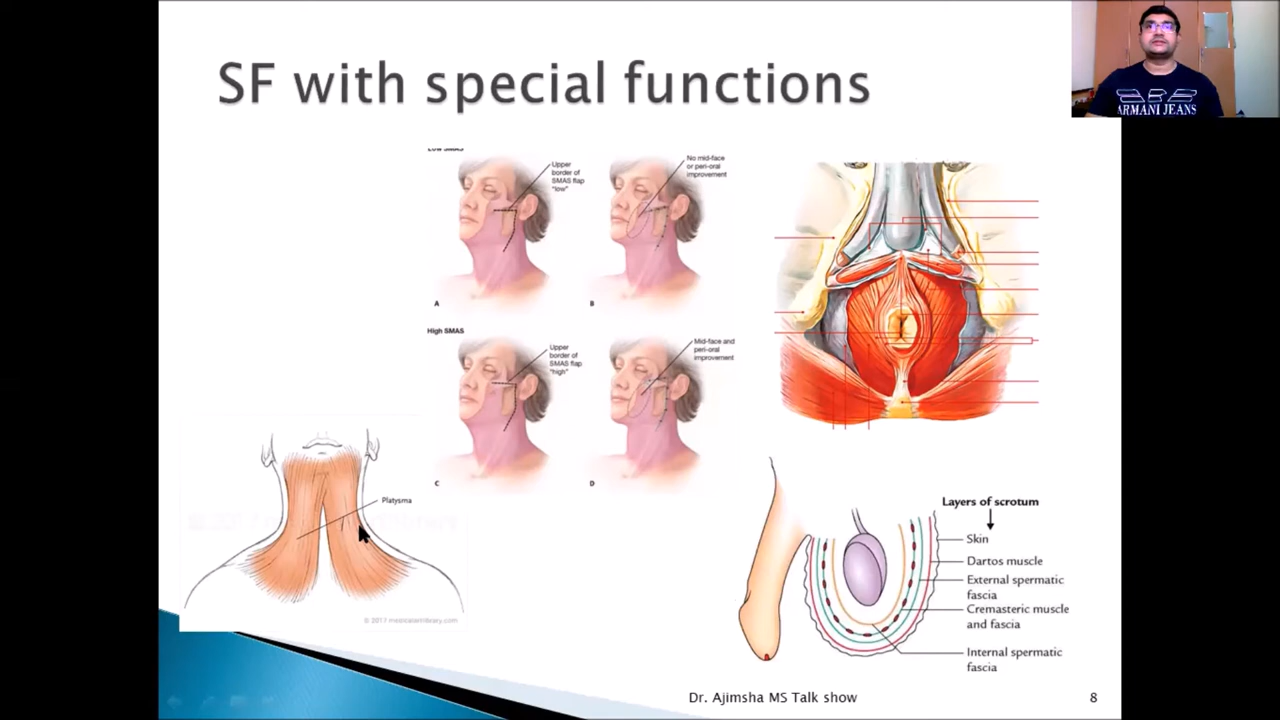 SF with special functions
ARMANI JEANS
Low SMAS
Upper
border of
SMAS flap
"low"
No mid-face
or peri-oral
improvement
A
B
High SMAS
Upper
border of
SMAS flap
"high"
Mid-face and
peri-oral
improvement
C
D
Platysma
Layers of scrotum
Skin
Dartos muscle
External spermatic
fascia
Cremasteric muscle
and fascia
Internal spermatic
fascia
Dr. Ajimsha MS Talk show
8